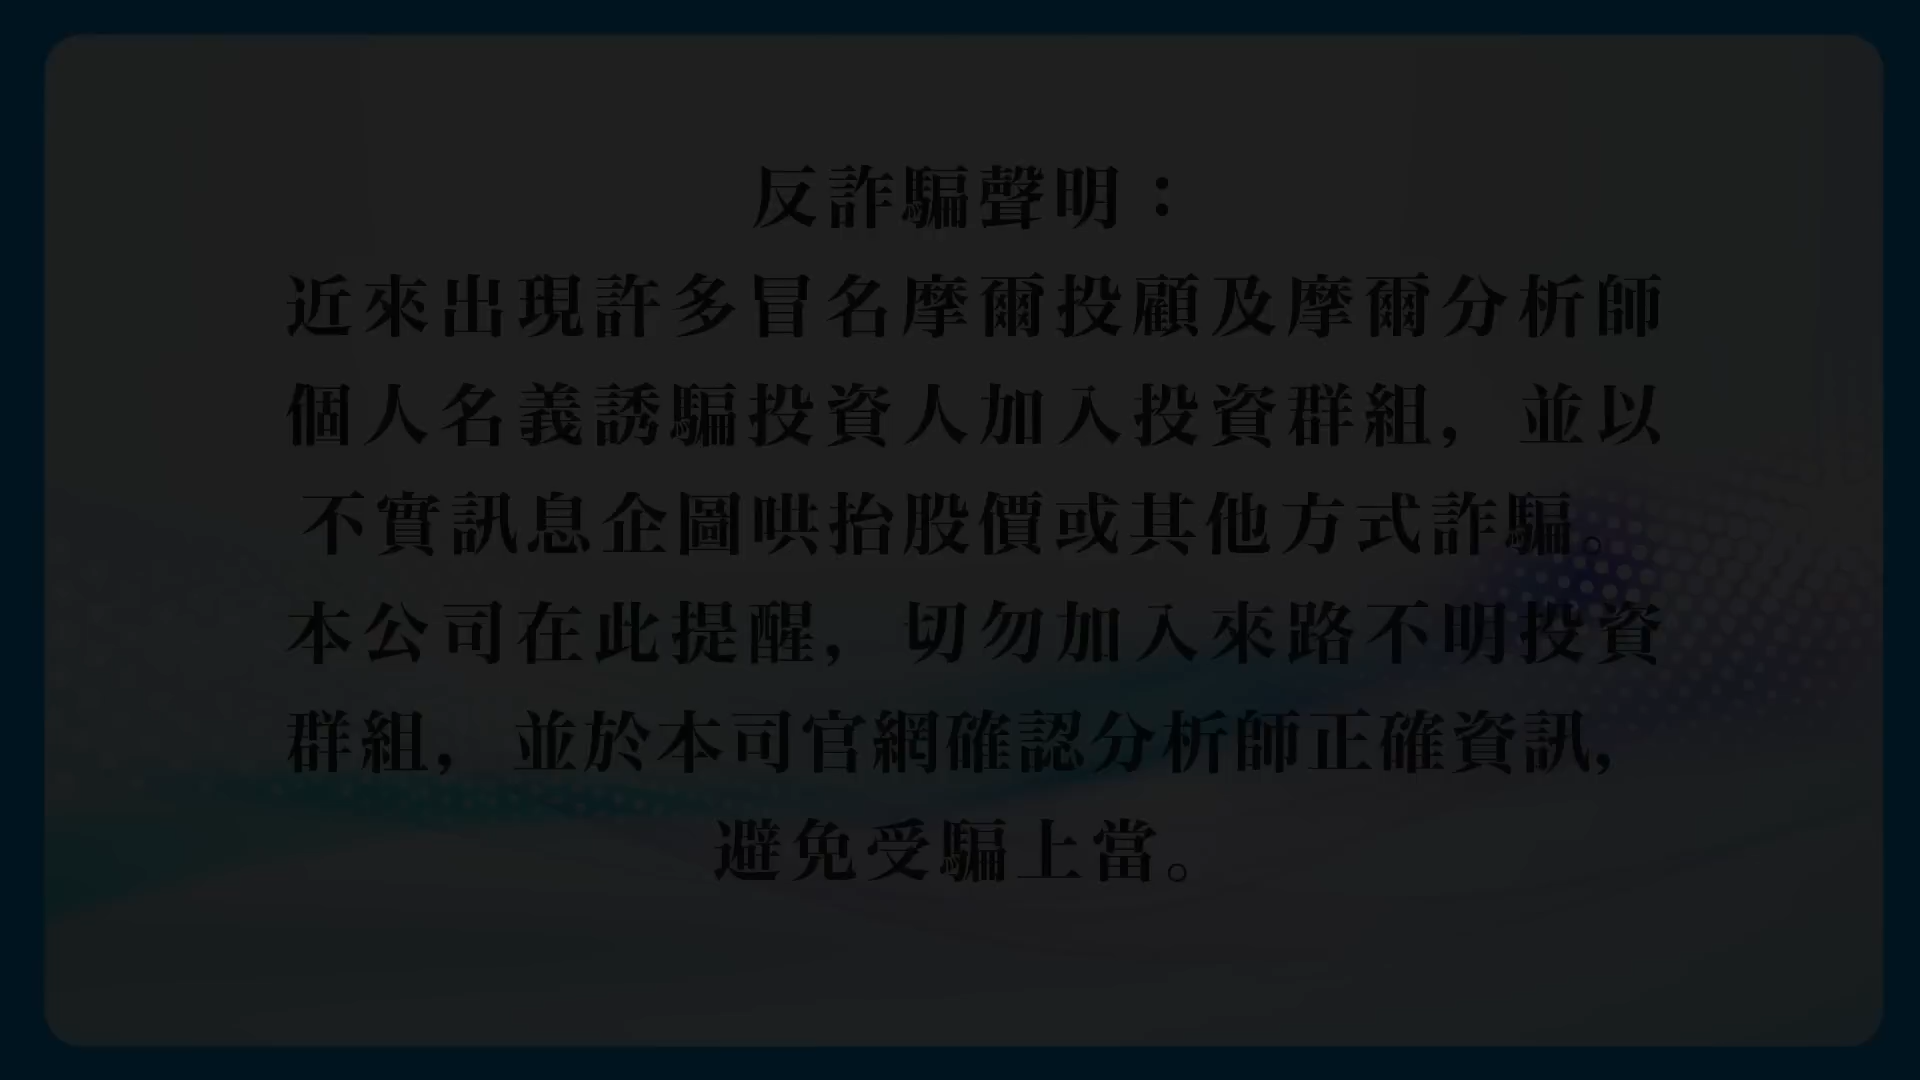 反詐騙聲明：
近來出現許多冒名摩爾投顧及摩爾分析師
個人名義誘騙投資人加入投資群組，並以
不實訊息企圖哄抬股價或其他方式詐騙。
本公司在此提醒，切勿加入來路不明投資
群組，並於本司官網確認分析師正確資訊，
避免受騙上當。